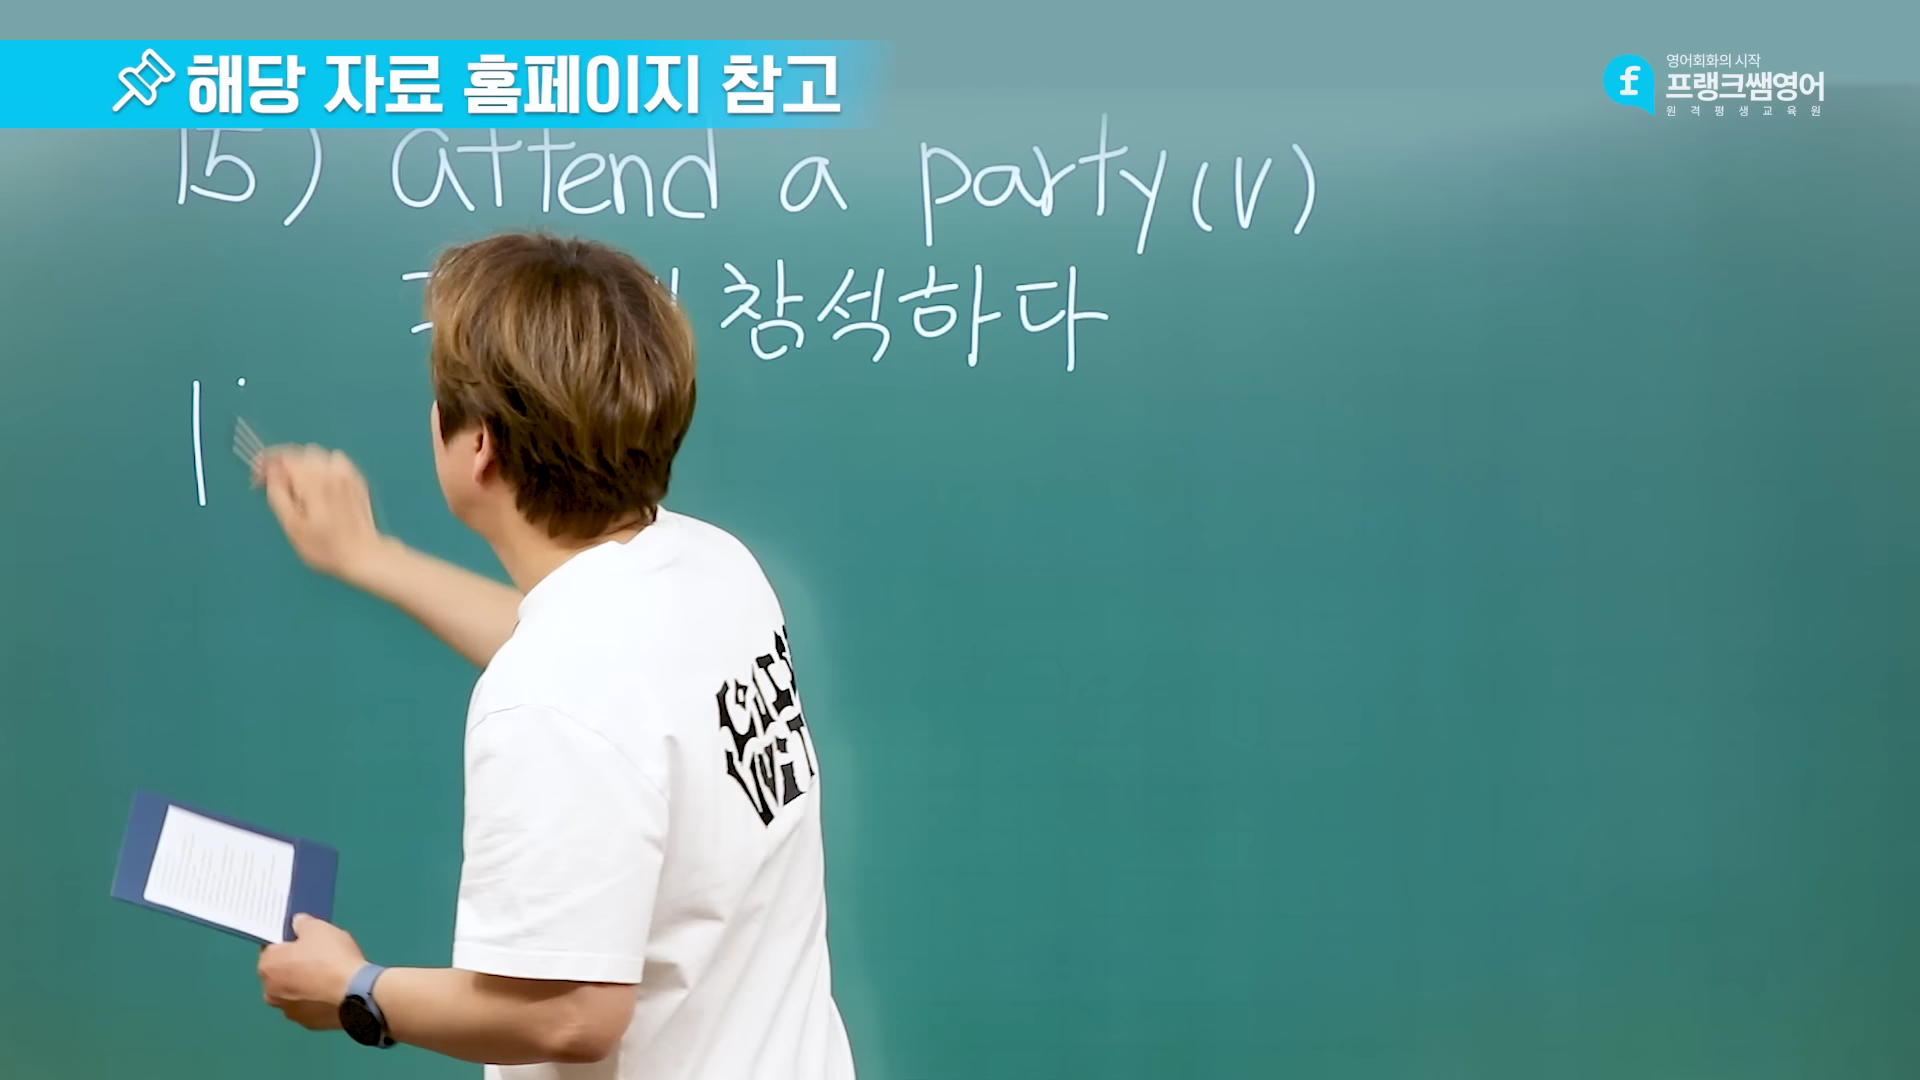 해당 자료 홈페이지 참고
영어회화의 시작
프랭크쌤영어
원격평생교육원
15) attend a party (v)
참석하다